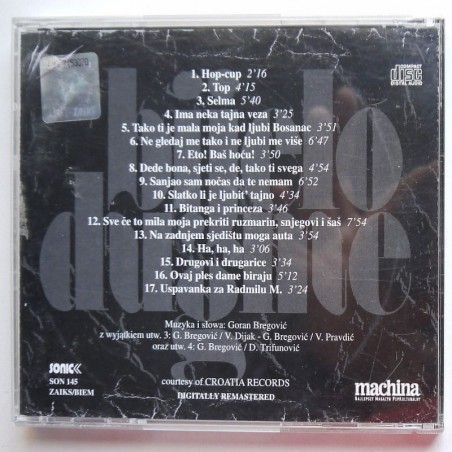 bijelo
dugme
COMPACT
disc
DIGITAL AUDIO
1. Hop-cup 2'16
2. Top 4'15
3. Selma 5'40
4. Ima neka tajna veza 3'25
5. Tako ti je mala moja kad ljubi Bosanac 3'51
6. Ne gledaj me tako i ne ljubi me više 6'47
7. Eto! Baš hoću! 3'50
8. Dede bona, sjeti se, de, tako ti svega 4'54
9. Sanjao sam noćas da te nemam 6'52
10. Slatko li je ljubit' tajno 4'34
11. Bitanga i princeza 3'46
12. Sve če to mila moja prekriti ruzmarin, snjegovi i šaš 7'54
13. Na zadnjem sjedištu moga auta 3'54
14. Ha, ha, ha 3'06
15. Drugovi i drugarice 3'34
16. Ovaj ples dame biraju 5'12
17. Uspavanka za Radmilu M. 3'24
Muzyka i słowa: Goran Bregović
z wyjątkiem utw. 3: G. Bregović / V. Dijak - G. Bregović / V. Pravdić
oraz utw. 4: G. Bregović / D. Trifunović
SONIC
SON 145
ZAIKS/BIEM
courtesy of CROATIA RECORDS
DIGITALLY REMASTERED
machina
NAJLEPSZY MAGAZYN POPKULTURALNY